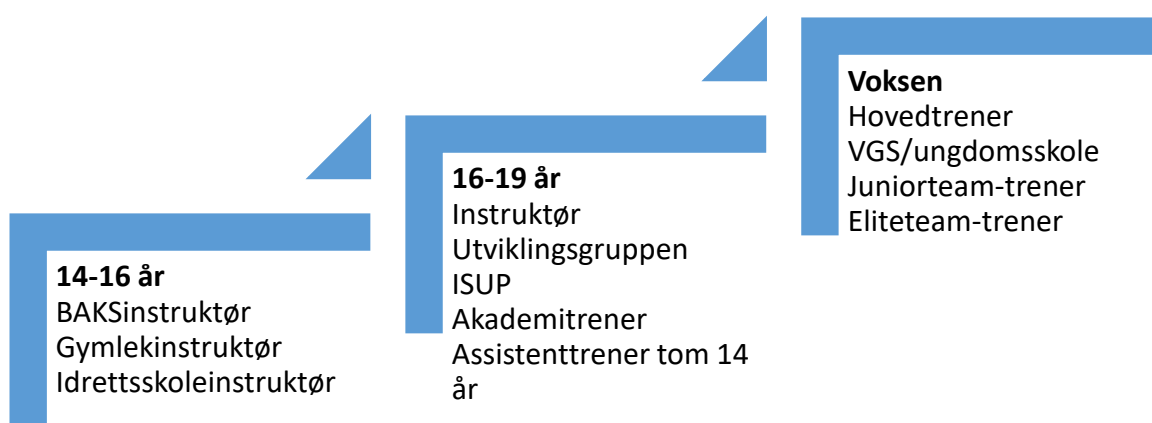 14-16 år
BAKSinstruktør
Gymlekinstruktør
Idrettsskoleinstruktør
16-19 år
Instruktør
Utviklingsgruppen
ISUP
Akademitrener
Assistenttrener tom 14
år
Voksen
Hovedtrener
VGS/ungdomsskole
Juniorteam-trener
Eliteteam-trener